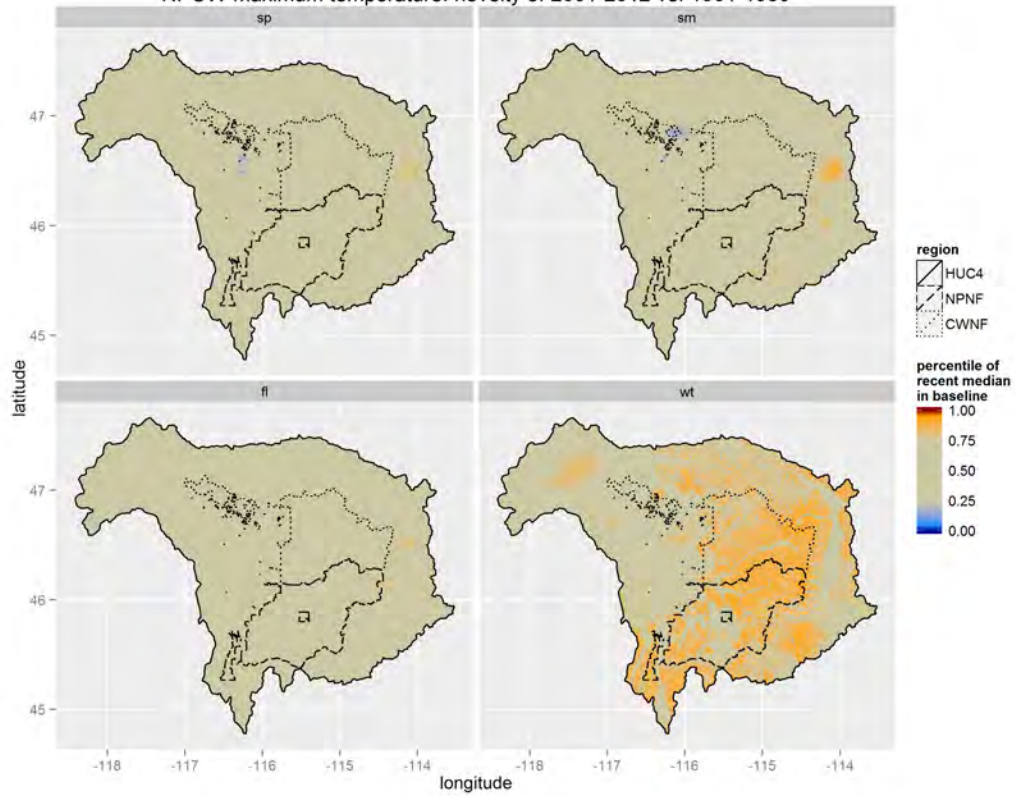 sp
sm
47
46
45
fl
wt
47
46
45
-118
-117
-116
-115
-114
-118
-117
-116
-115
-114
latitude
longitude
region
HUC4
NPNF
CWNF
percentile of
recent median
in baseline
1.00
0.75
0.50
0.25
0.00